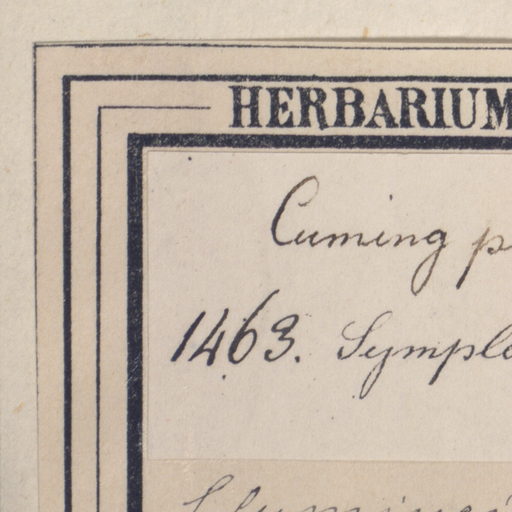 HERBARIUM
Cuming p
1463. Symplo